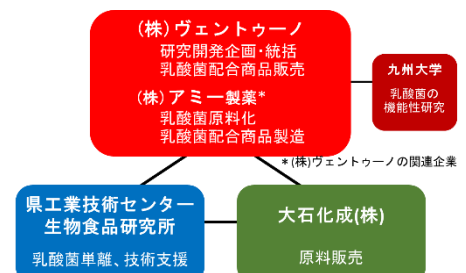 (株)ヴェントゥーノ
研究開発企画・統括
乳酸菌配合商品販売
(株)アミー製薬*
乳酸菌原料化
乳酸菌配合商品製造
九州大学
乳酸菌の
機能性研究
*(株)ヴェントゥーノの関連企業
県工業技術センター
生物食品研究所
乳酸菌単離、技術支援
大石化成(株)
原料販売